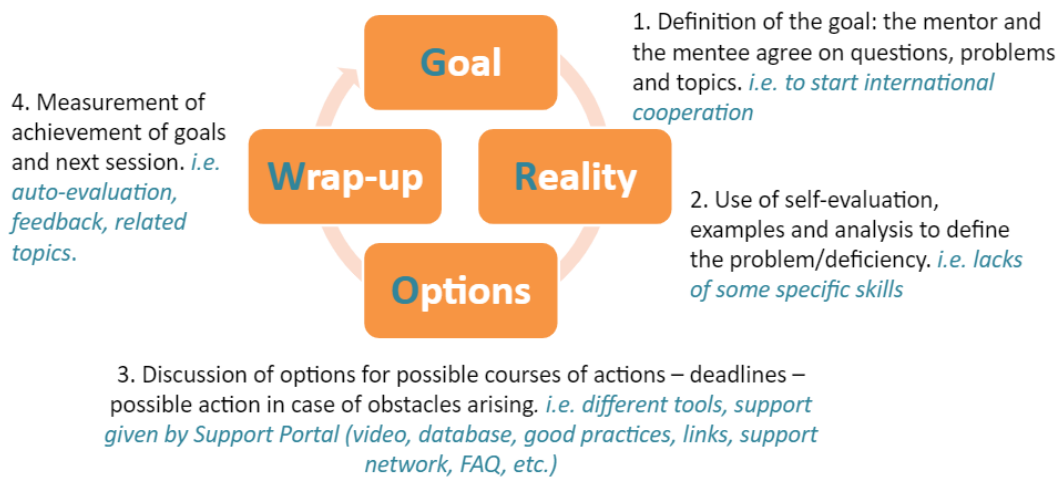 Goal
1. Definition of the goal: the mentor and
the mentee agree on questions, problems
and topics. i.e. to start international
cooperation
Reality
2. Use of self-evaluation,
examples and analysis to define
the problem/deficiency. i.e. lacks
of some specific skills
Options
3. Discussion of options for possible courses of actions – deadlines –
possible action in case of obstacles arising. i.e. different tools, support
given by Support Portal (video, database, good practices, links, support
network, FAQ, etc.)
Wrap-up
4. Measurement of
achievement of goals
and next session. i.e.
auto-evaluation,
feedback, related
topics.